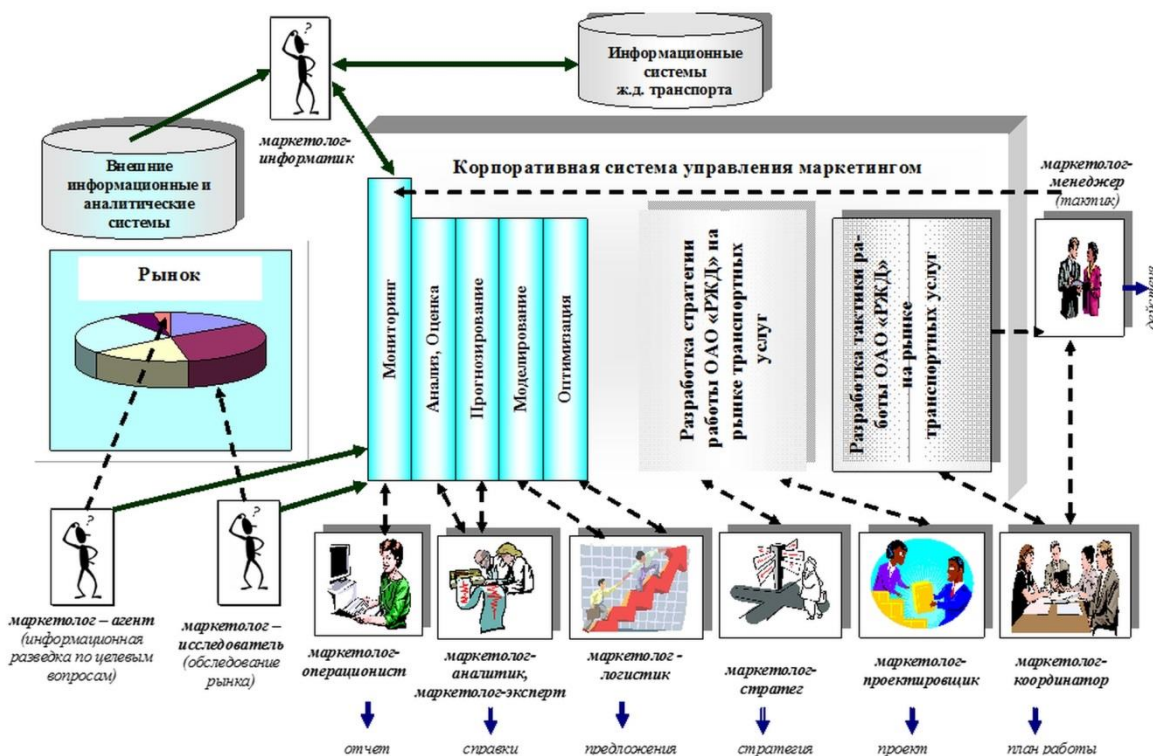 Информационные
системы
ж.д. транспорта
?
маркетолог-
информатик
Внешние
информационные и
аналитические
системы
Корпоративная система управления маркетингом
маркетолог-
менеджер
(тактик)
Рынок
Мониторинг
Анализ, Оценка
Прогнозирование
Моделирование
Оптимизация
Разработка стратегии
работы ОАО «РЖД» на
рынке транспортных
услуг
Разработка тактики ра-
боты ОАО «РЖД»
на рынке
транспортных услуг
действия
?
?
маркетолог – агент
(информационная
разведка по целевым
вопросам)
маркетолог –
исследователь
(обследование
рынка)
маркетолог-
операционист
маркетолог-
аналитик,
маркетолог-эксперт
маркетолог -
логистик
маркетолог-
стратег
маркетолог-
проектировщик
маркетолог-
координатор
отчет
справки
предложения
стратегия
проект
план работы